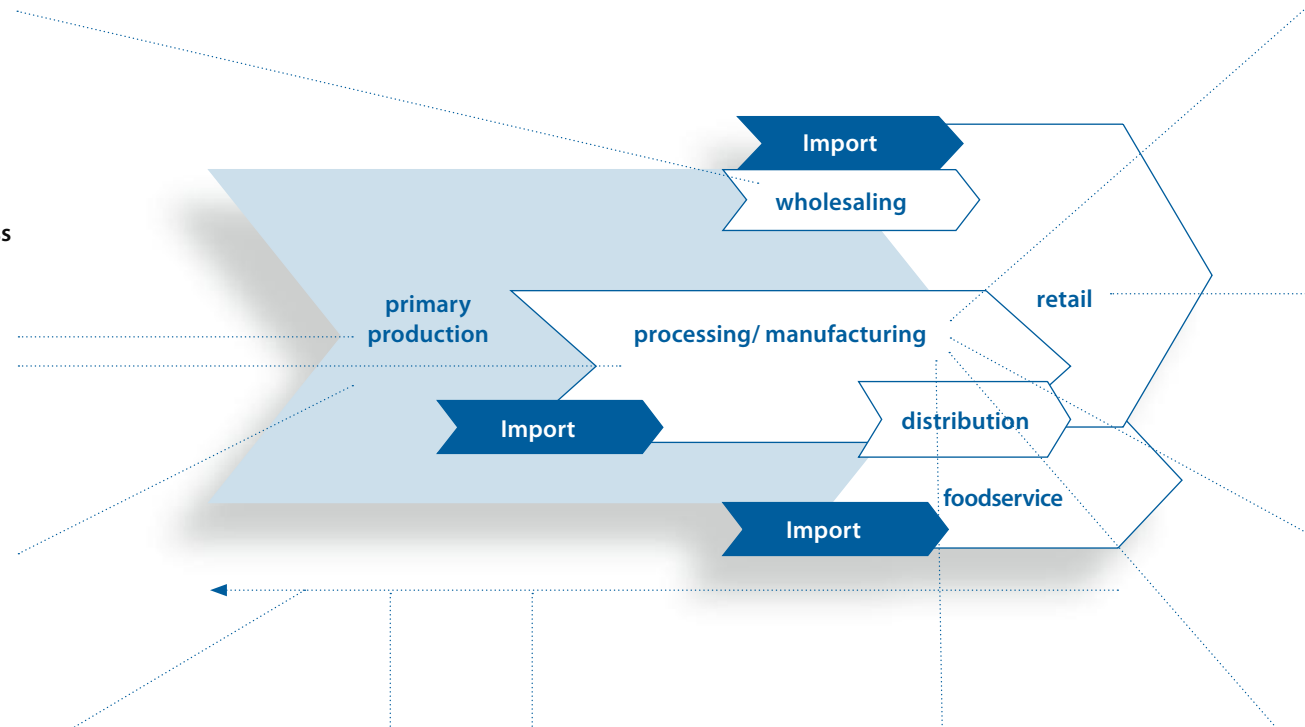 Import
wholesaling
s
primary
production
retail
processing/ manufacturing
distribution
Import
foodservice
Import